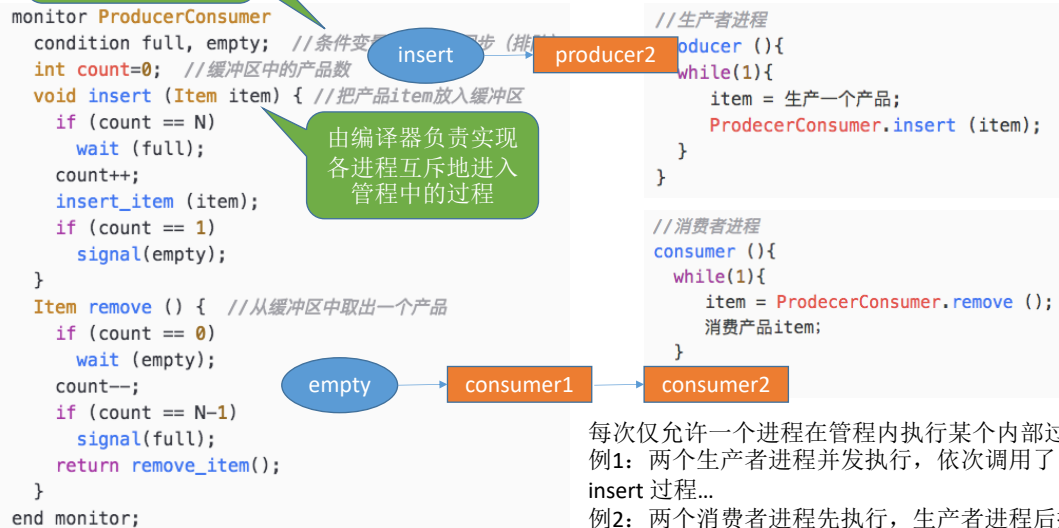 monitor ProducerConsumer
condition full, empty; //条件变
步（排
int count=0; //缓冲区中的产品数
void insert (Item item) { //把产品item放入缓冲区
if (count == N)
wait (full);
count++;
insert_item (item);
if (count == 1)
signal(empty);
}
Item remove () { //从缓冲区中取出一个产品
if (count == 0)
wait (empty);
count--;
if (count == N-1)
signal(full);
return remove_item();
}
end monitor;
insert
producer2
由编译器负责实现
各进程互斥地进入
管程中的过程
empty
consumer1
consumer2
//生产者进程
oducer (){
while(1){
item = 生产一个产品;
ProdecerConsumer.insert (item);
}
}
//消费者进程
consumer (){
while(1){
item = ProdecerConsumer.remove ();
消费产品item;
}
每次仅允许一个进程在管程内执行某个内部过
例1：两个生产者进程并发执行，依次调用了
insert 过程…
例2：两个消费者进程先执行，生产者进程后